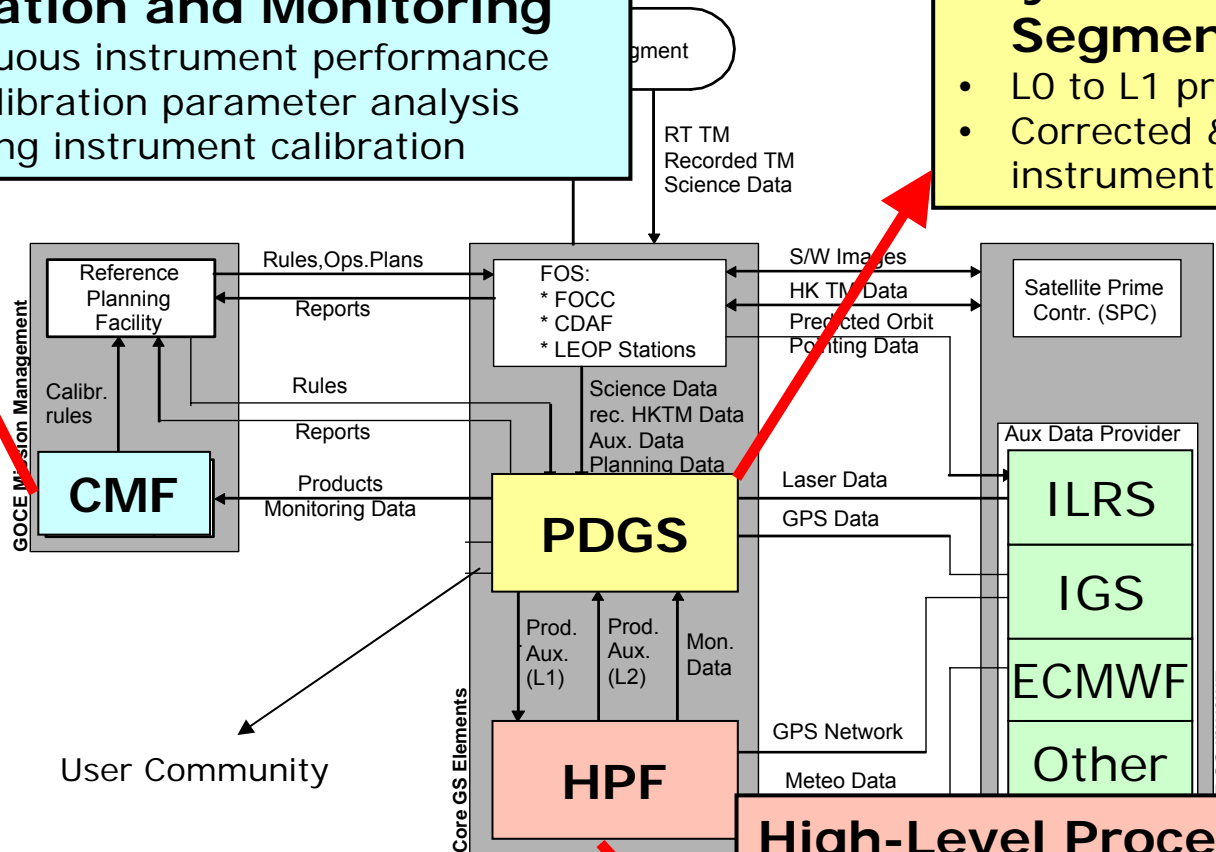 ation and Monitoring
uous instrument performance
libration parameter analysis
ng instrument calibration
gment
Segmen
• L0 to L1 pr
• Corrected &
instrument
RT TM
Recorded TM
Science Data
Reference
Planning
Facility
Rules,Ops.Plans
Reports
FOS:
* FOCC
* CDAF
* LEOP Stations
S/W Images
HK TM Data
Predicted Orbit
Pointing Data
Satellite Prime
Contr. (SPC)
GOCE Mission Management
Calibr.
rules
Rules
Reports
Science Data
rec. HKTM Data
Aux. Data
Planning Data
Aux Data Provider
CMF
Products
Monitoring Data
PDGS
Laser Data
GPS Data
ILRS
IGS
ECMWF
Other
Prod.
Aux.
(L1)
Prod.
Aux.
(L2)
Mon.
Data
User Community
Core GS Elements
HPF
GPS Network
Meteo Data
High-Level Proce